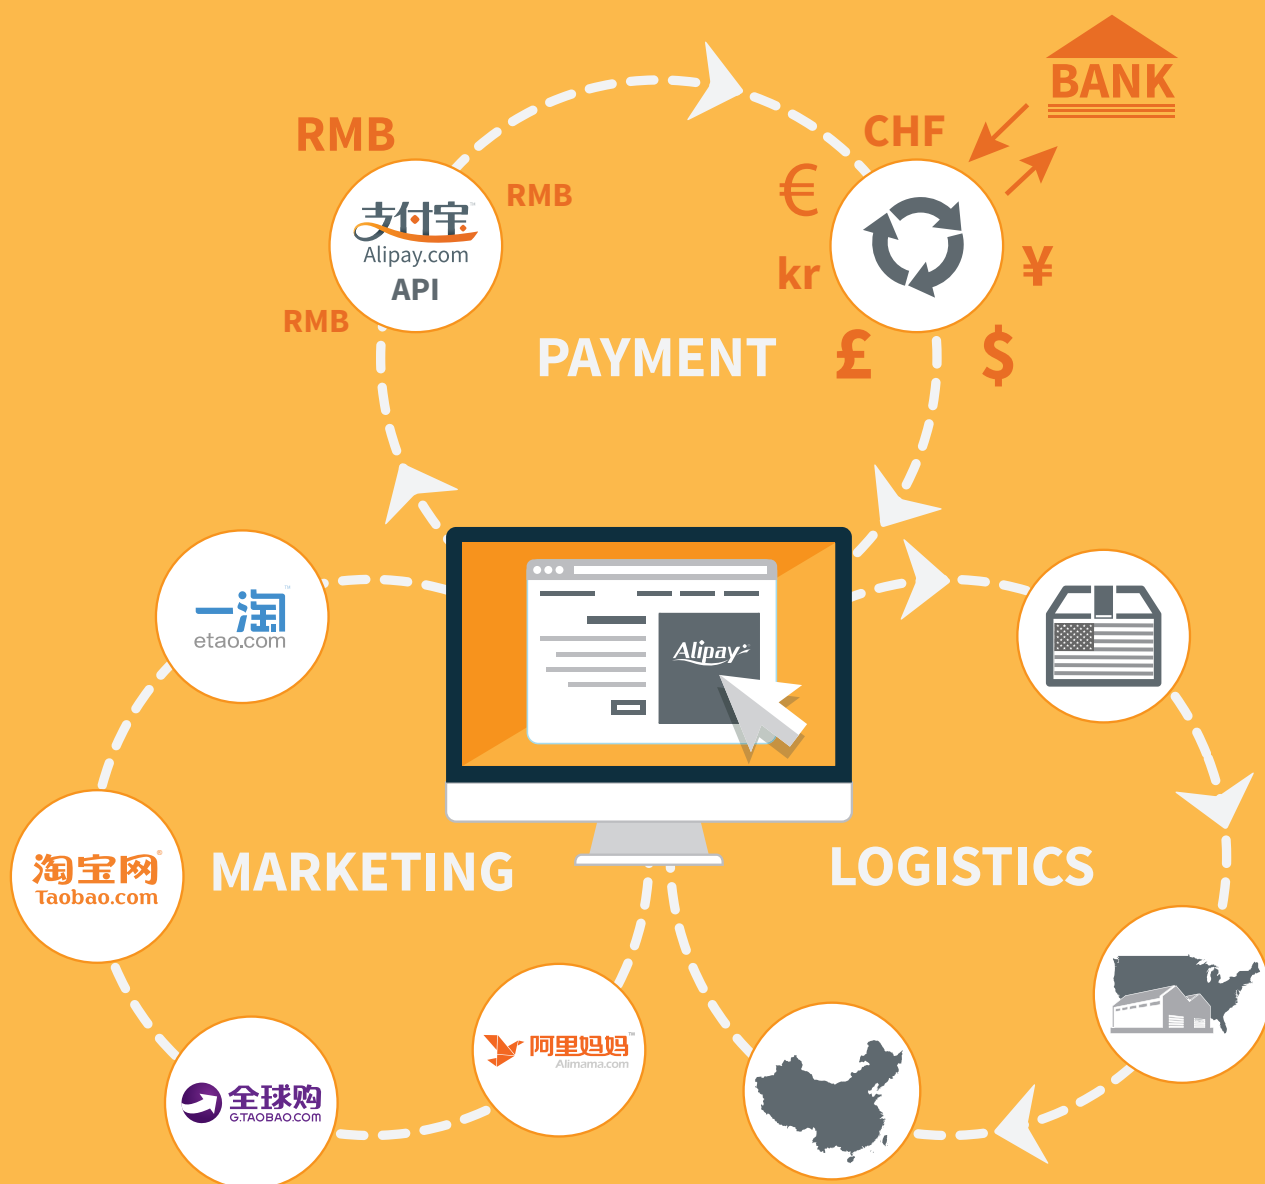 BANK
RMB
CHF
€
RMB
支付宝
Alipay.com
API
kr
¥
RMB
PAYMENT
£
$
一淘
etao.com
Alipay
MARKETING
LOGISTICS
淘宝网
Taobao.com
阿里妈妈
Alimama.com
全球购
G.TAOBAO.COM